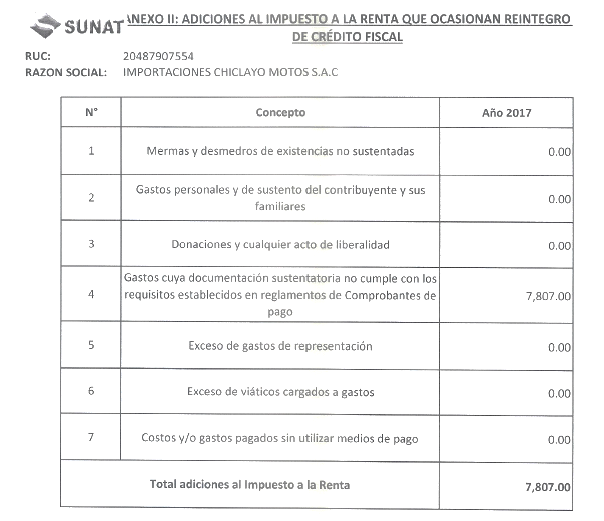 SUNAT
ANEXO II: ADICIONES AL IMPUESTO A LA RENTA QUE OCASIONAN REINTEGRO
DE CRÉDITO FISCAL
RUC: 20487907554
RAZON SOCIAL: IMPORTACIONES CHICLAYO MOTOS S.A.C
N° Concepto Año 2017
1 Mermas y desmedros de existencias no sustentadas 0.00
2 Gastos personales y de sustento del contribuyente y sus
familiares 0.00
3 Donaciones y cualquier acto de liberalidad 0.00
Gastos cuya documentación sustentatoria no cumple con los
4 requisitos establecidos en reglamentos de Comprobantes de 7,807.00
pago
5 Exceso de gastos de representación 0.00
6 Exceso de viáticos cargados a gastos 0.00
7 Costos y/o gastos pagados sin utilizar medios de pago 0.00
Total adiciones al Impuesto a la Renta 7,807.00